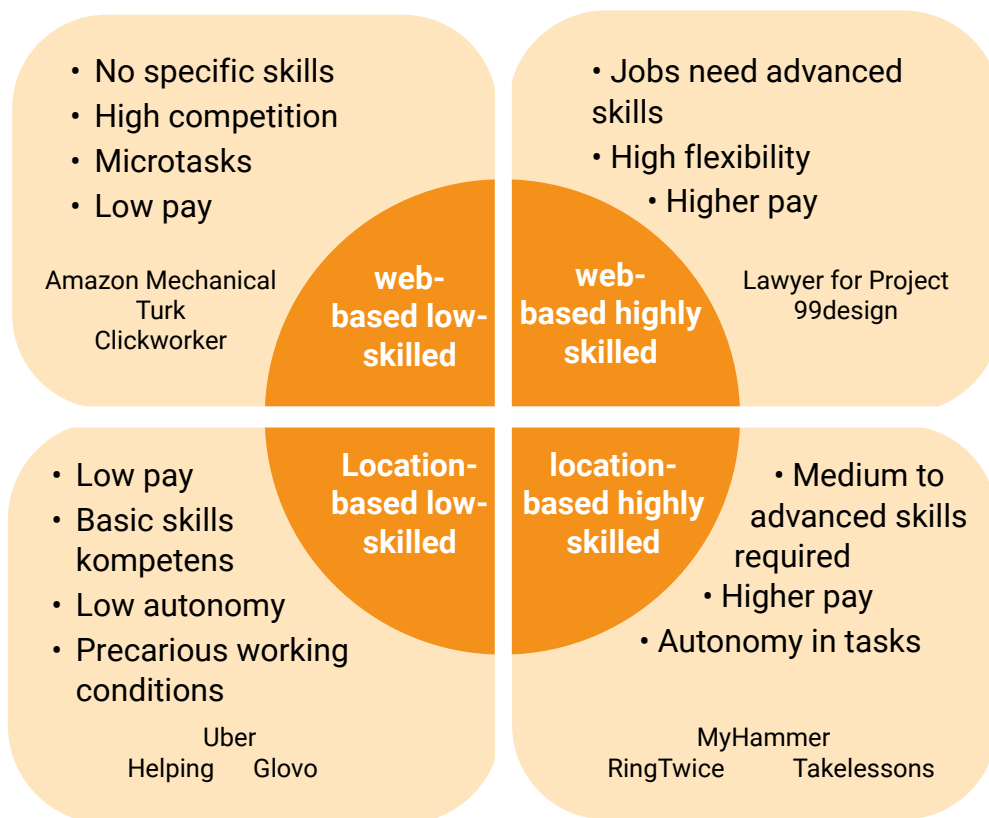 • No specific skills
• High competition
• Microtasks
• Low pay
Amazon Mechanical
Turk
Clickworker
web-
based low-
skilled
• Jobs need advanced
skills
• High flexibility
• Higher pay
web-
based highly
skilled
Lawyer for Project
99design
• Low pay
• Basic skills
kompetens
• Low autonomy
• Precarious working
conditions
Uber
Helping Glovo
Location-
based low-
skilled
location-
based highly
skilled
• Medium to
advanced skills
required
• Higher pay
• Autonomy in tasks
MyHammer
RingTwice Takelessons